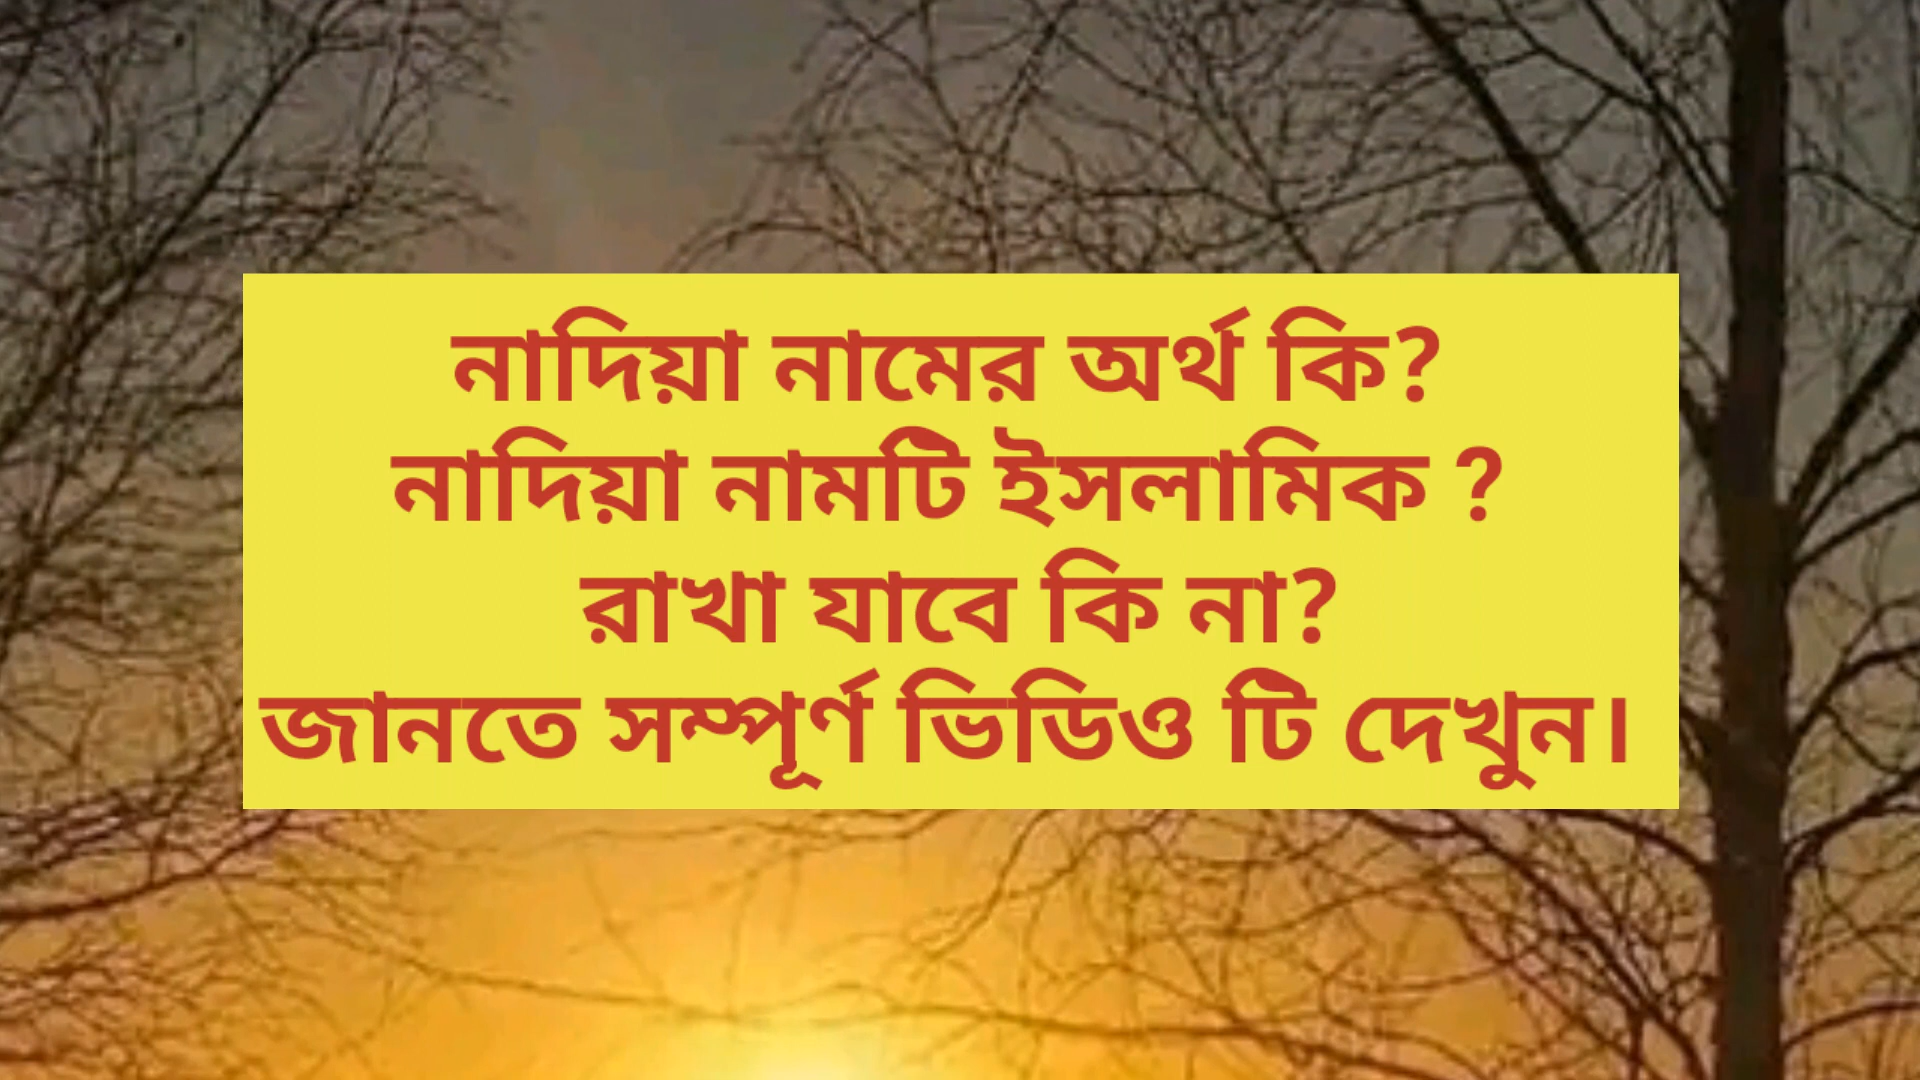 নাদিয়া নামের অর্থ কি?
নাদিয়া নামটি ইসলামিক ?
রাখা যাবে কি না?
জানতে সম্পূর্ণ ভিডিও টি দেখুন।